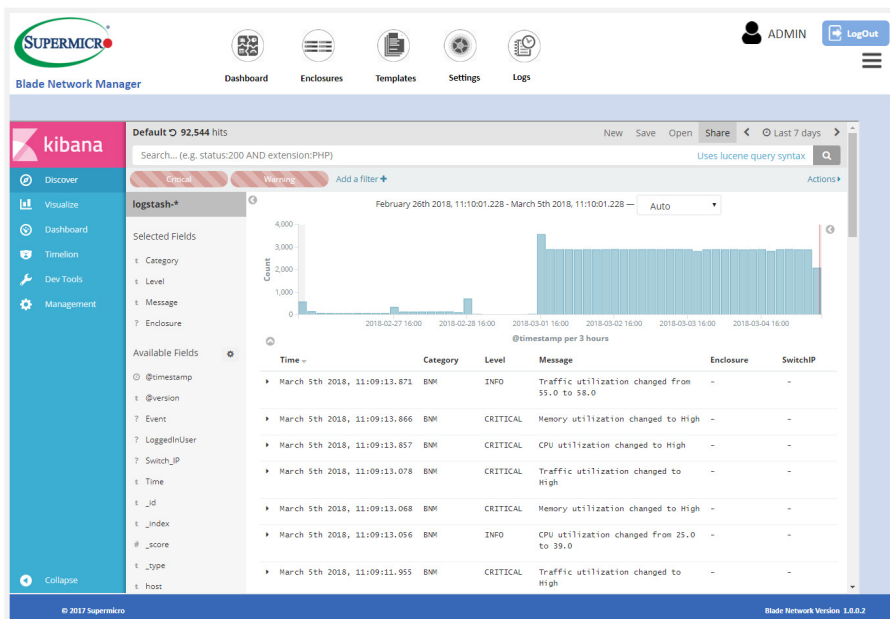 SUPERMICR
Blade Network Manager
Dashboard
Enclosures
Templates
Settings
Logs
ADMIN
LogOut
kibana
Discover
Visualize
Dashboard
Timelion
Dev Tools
Management
Collapse
Default 92,544 hits
New Save Open Share Last 7 days
Search... (e.g. status:200 AND extension:PHP)
Uses lucene query syntax
Critical
Warning
Add a filter
Actions
logstash-*
Selected Fields
t Category
t Level
t Message
? Enclosure
Available Fields
@timestamp
t @version
? Event
? LoggedInUser
? Switch_IP
t Time
t _id
t _index
# _score
t _type
t host
February 26th 2018, 11:10:01.228 - March 5th 2018, 11:10:01.228 — Auto
Count
4,000
3,000
2,000
1,000
0
2018-02-27 16:00 2018-02-28 16:00 2018-03-01 16:00 2018-03-02 16:00 2018-03-03 16:00 2018-03-04 16:00
@timestamp per 3 hours
Time Category Level Message Enclosure SwitchIP
March 5th 2018, 11:09:13.871 BNM INFO Traffic utilization changed from - -
55.0 to 58.0
March 5th 2018, 11:09:13.866 BNM CRITICAL Memory utilization changed to High - -
March 5th 2018, 11:09:13.857 BNM CRITICAL CPU utilization changed to High - -
March 5th 2018, 11:09:13.078 BNM CRITICAL Traffic utilization changed to - -
High
March 5th 2018, 11:09:13.068 BNM CRITICAL Memory utilization changed to High - -
March 5th 2018, 11:09:13.056 BNM INFO CPU utilization changed from 25.0 - -
to 39.0
March 5th 2018, 11:09:11.955 BNM CRITICAL Traffic utilization changed to - -
High
© 2017 Supermicro
Blade Network Version 1.0.0.2